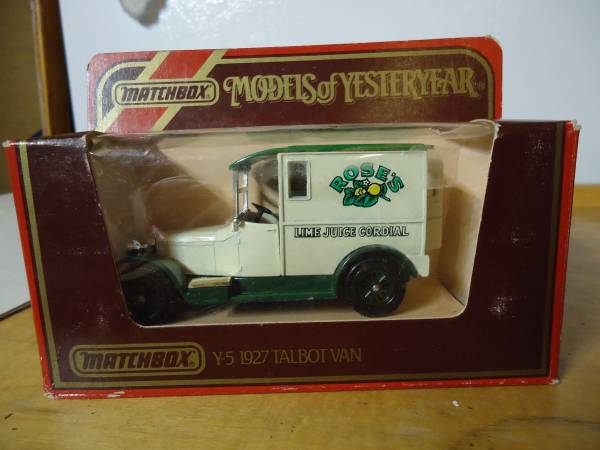 MATCHBOX
MODELS of YESTERYEAR
ROSE'S
LIME JUICE CORDIAL
MATCHBOX
Y-5 1927 TALBOT VAN